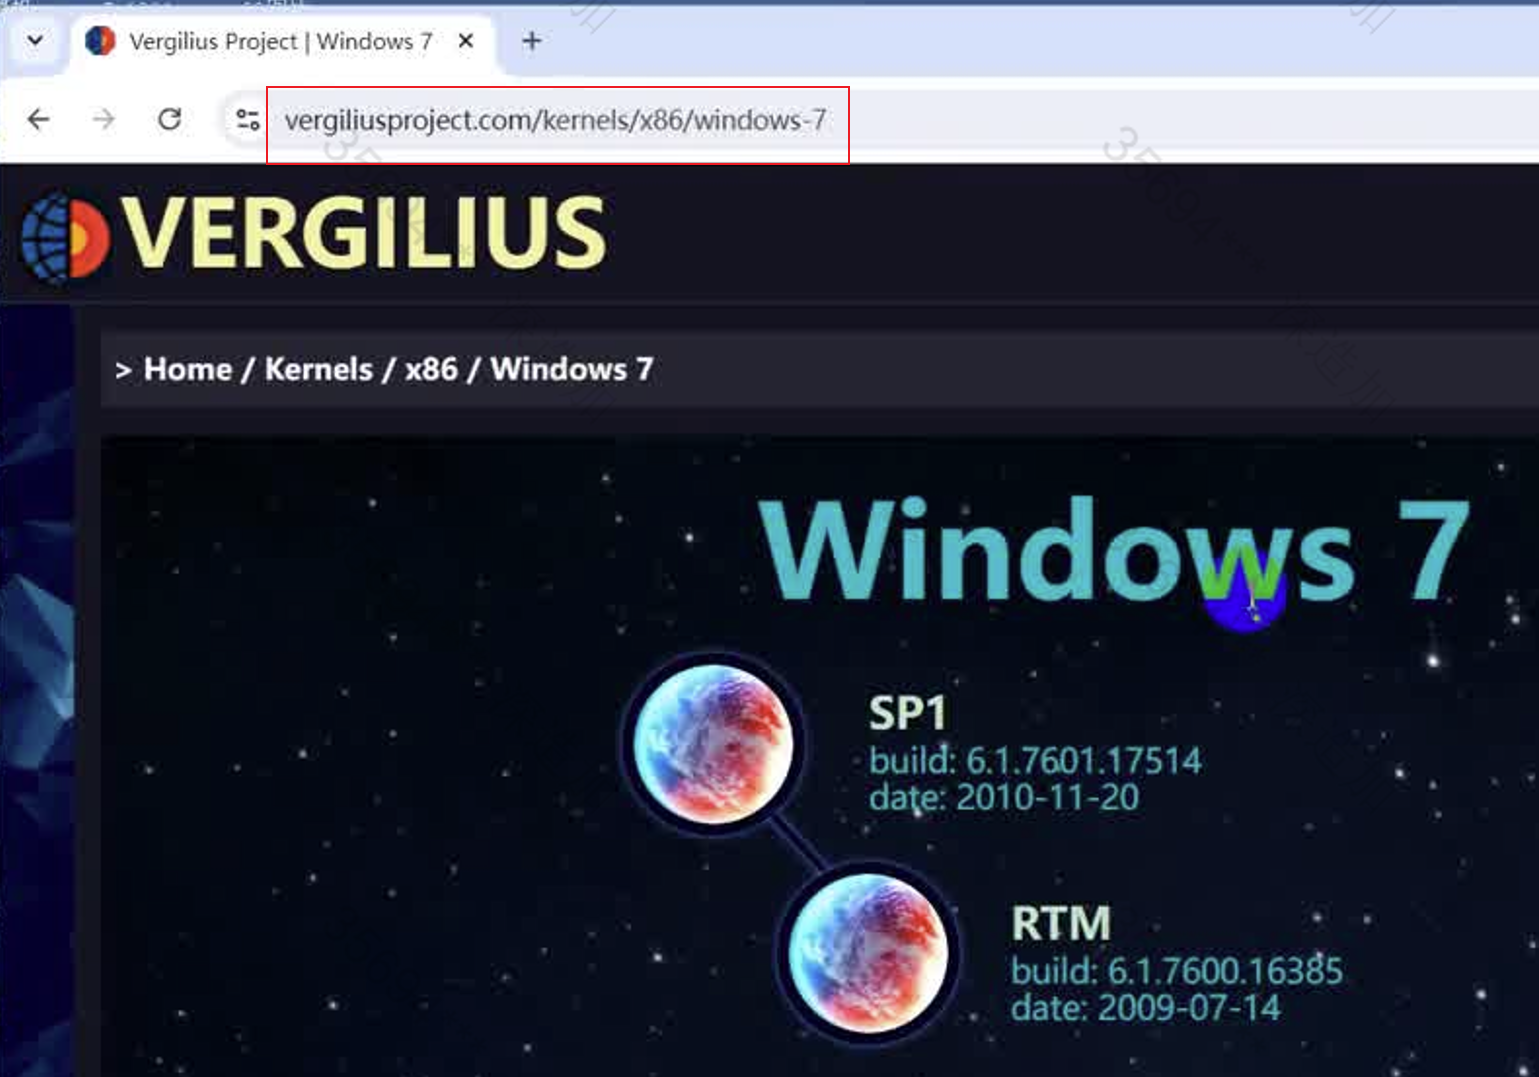 Vergilius Project | Windows 7
vergiliusproject.com/kernels/x86/windows-7
VERGILIUS
> Home / Kernels / x86 / Windows 7
Windows 7
SP1
build: 6.1.7601.17514
date: 2010-11-20
RTM
build: 6.1.7600.16385
date: 2009-07-14